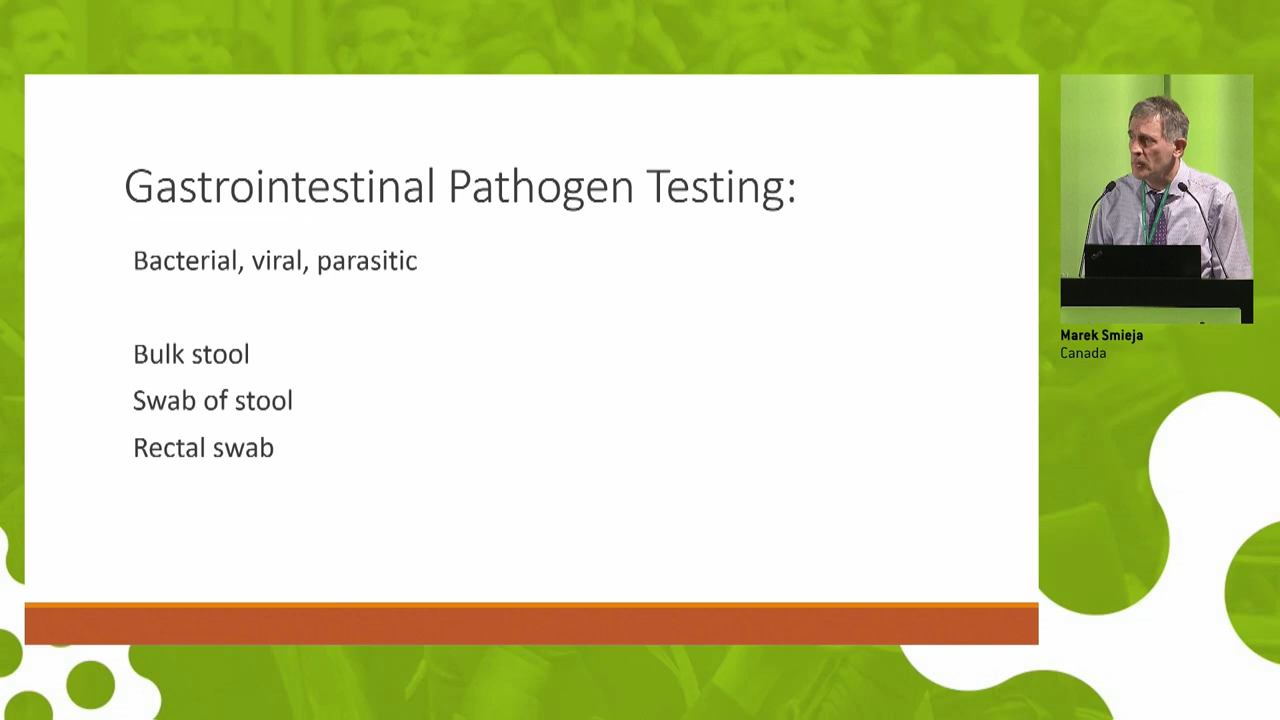 Gastrointestinal Pathogen Testing:
Bacterial, viral, parasitic
Bulk stool
Swab of stool
Rectal swab
Marek Smieja
Canada